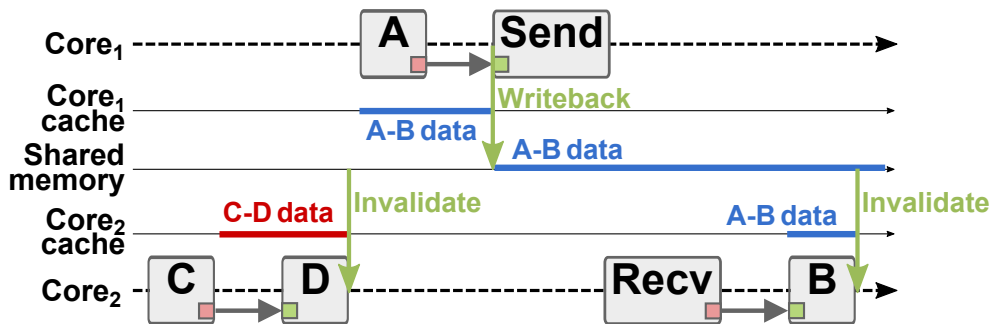 A
Send
Core₁
Core₁
cache
Writeback
A-B data
A-B data
Shared
memory
C-D data
Invalidate
A-B data
Invalidate
Core₂
cache
C
D
Recv
B
Core₂